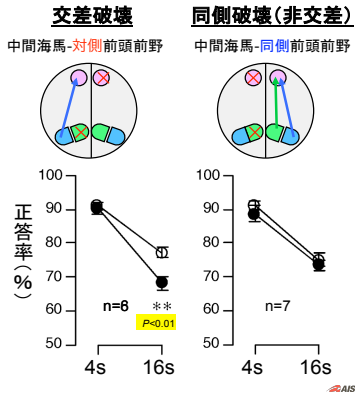 交差破壊
中間海馬-対側前頭前野
100
90
80
70
60
50
正答率(%)
n=6
**
P<0.01
4s
16s
同側破壊(非交差)
中間海馬-同側前頭前野
100
90
80
70
60
50
n=7
4s
16s
AIS